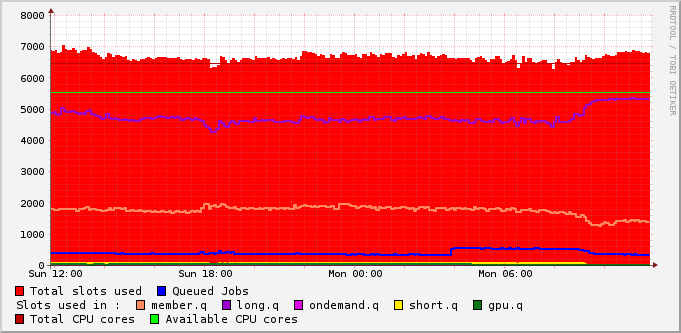 RRDTOOL / TOBI OETIKER
8000
7000
6000
5000
4000
3000
2000
1000
0
Sun 12:00 Sun 18:00 Mon 00:00 Mon 06:00
Total slots used Queued Jobs
Slots used in : member.q long.q ondemand.q short.q gpu.q
Total CPU cores Available CPU cores